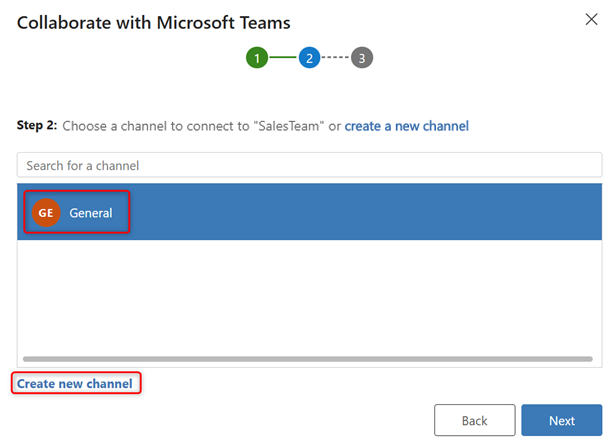 Collaborate with Microsoft Teams
1 2 3
Step 2: Choose a channel to connect to "SalesTeam" or create a new channel
Search for a channel
GE General
Create new channel
Back Next